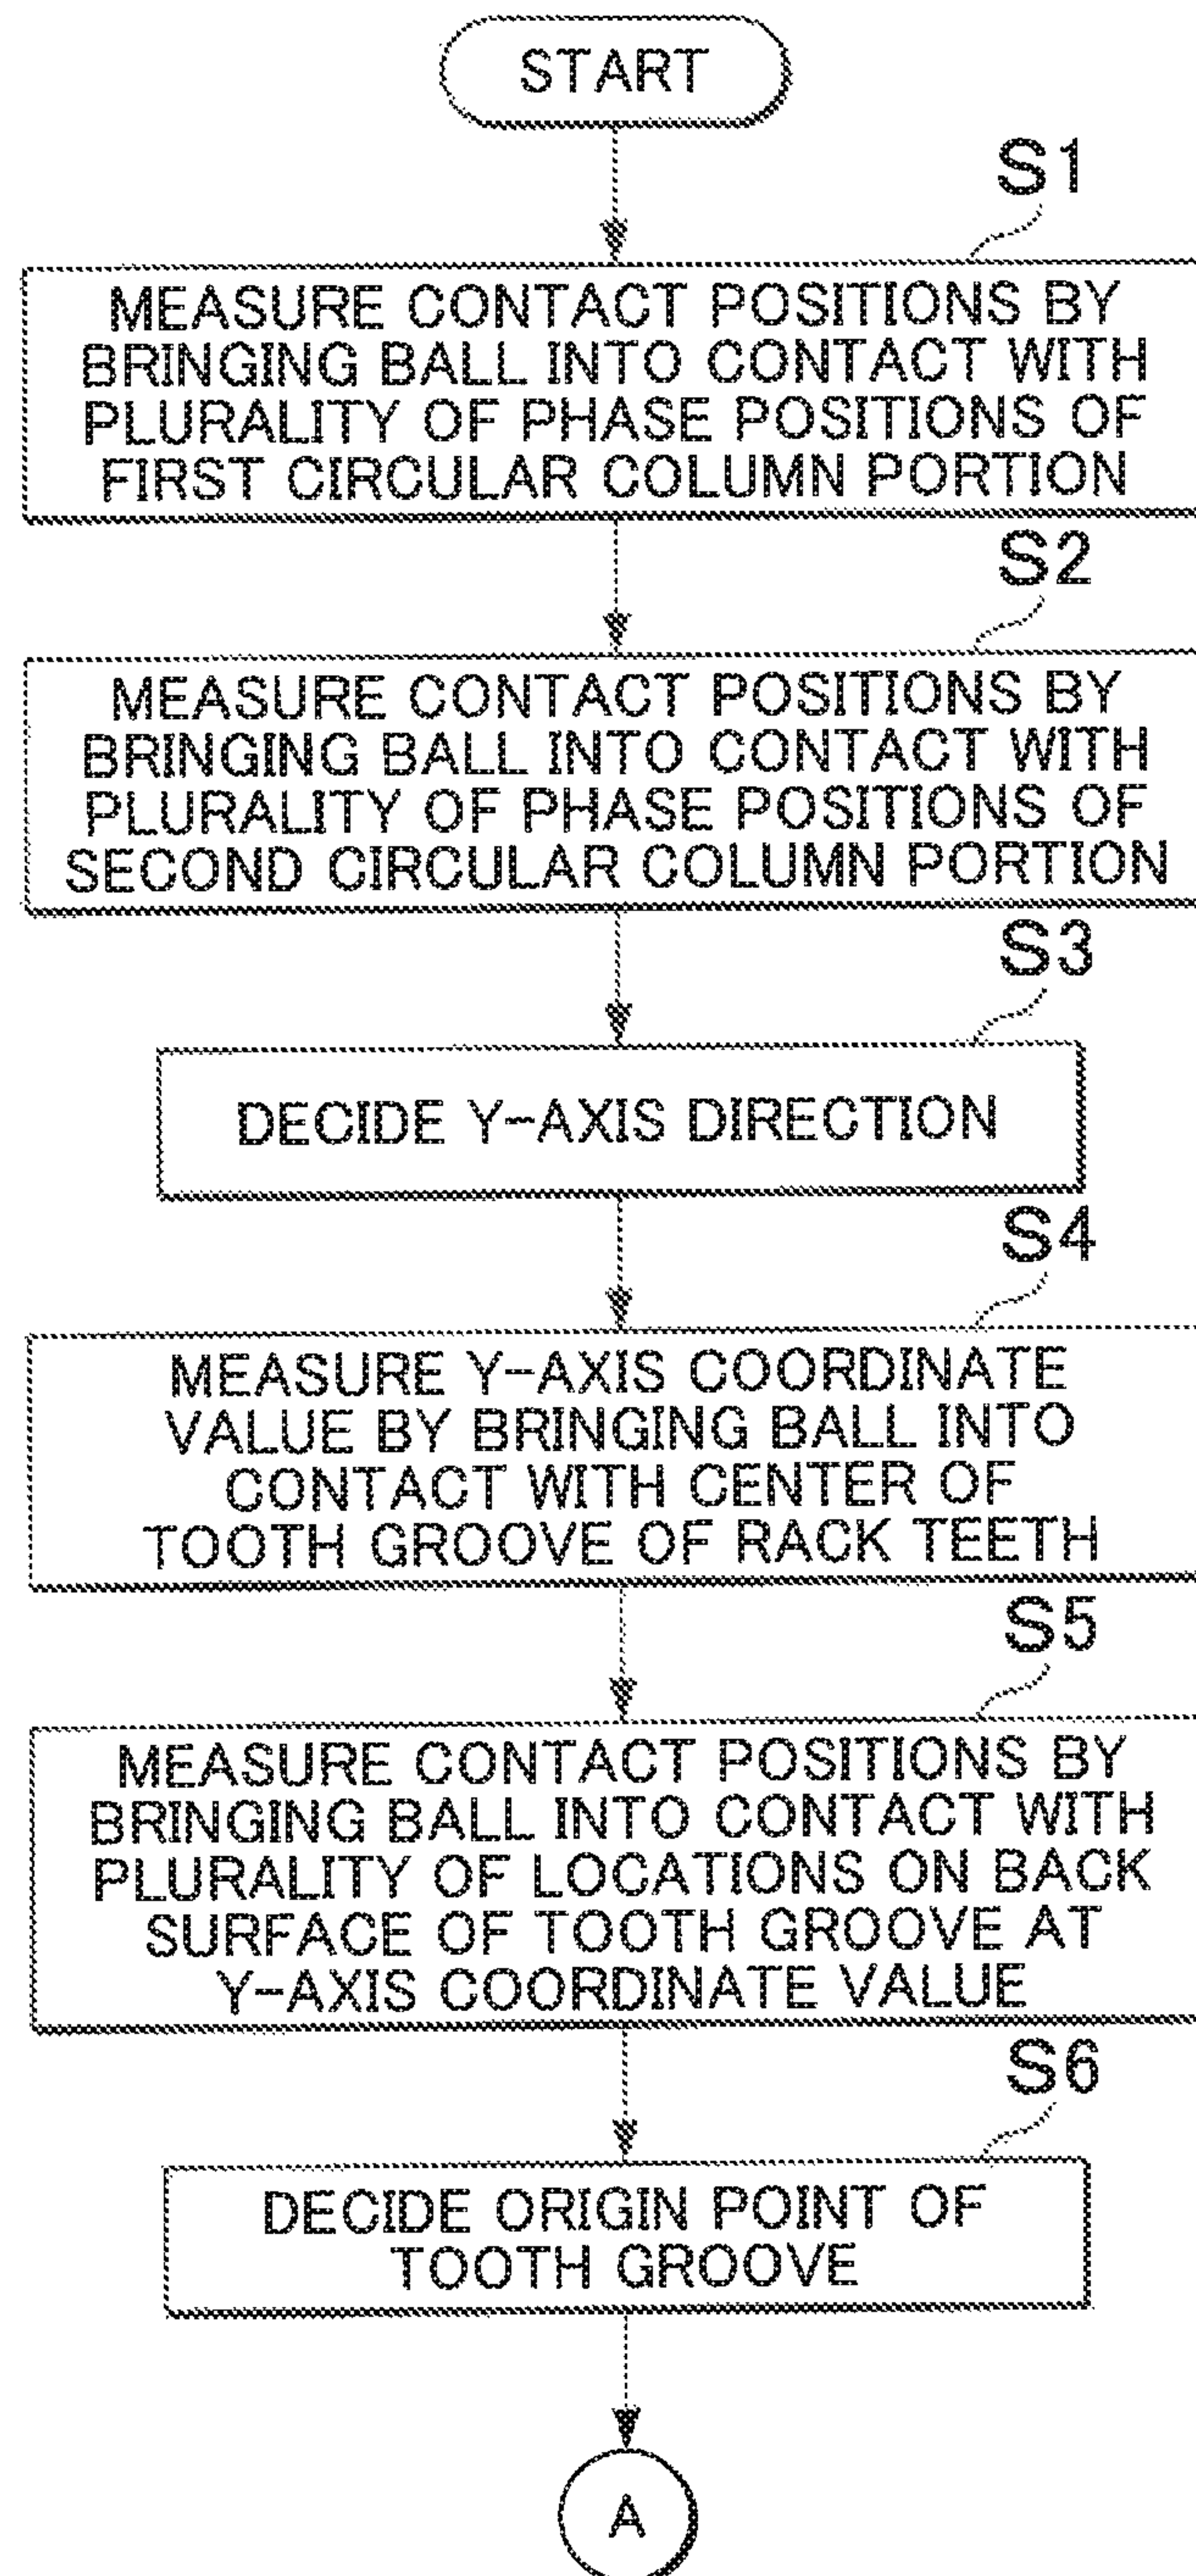 START
S1
MEASURE CONTACT POSITIONS BY
BRINGING BALL INTO CONTACT WITH
PLURALITY OF PHASE POSITIONS OF
FIRST CIRCULAR COLUMN PORTION
S2
MEASURE CONTACT POSITIONS BY
BRINGING BALL INTO CONTACT WITH
PLURALITY OF PHASE POSITIONS OF
SECOND CIRCULAR COLUMN PORTION
S3
DECIDE Y-AXIS DIRECTION
S4
MEASURE Y-AXIS COORDINATE
VALUE BY BRINGING BALL INTO
CONTACT WITH CENTER OF
TOOTH GROOVE OF RACK TEETH
S5
MEASURE CONTACT POSITIONS BY
BRINGING BALL INTO CONTACT WITH
PLURALITY OF LOCATIONS ON BACK
SURFACE OF TOOTH GROOVE AT
Y-AXIS COORDINATE VALUE
S6
DECIDE ORIGIN POINT OF
TOOTH GROOVE
A